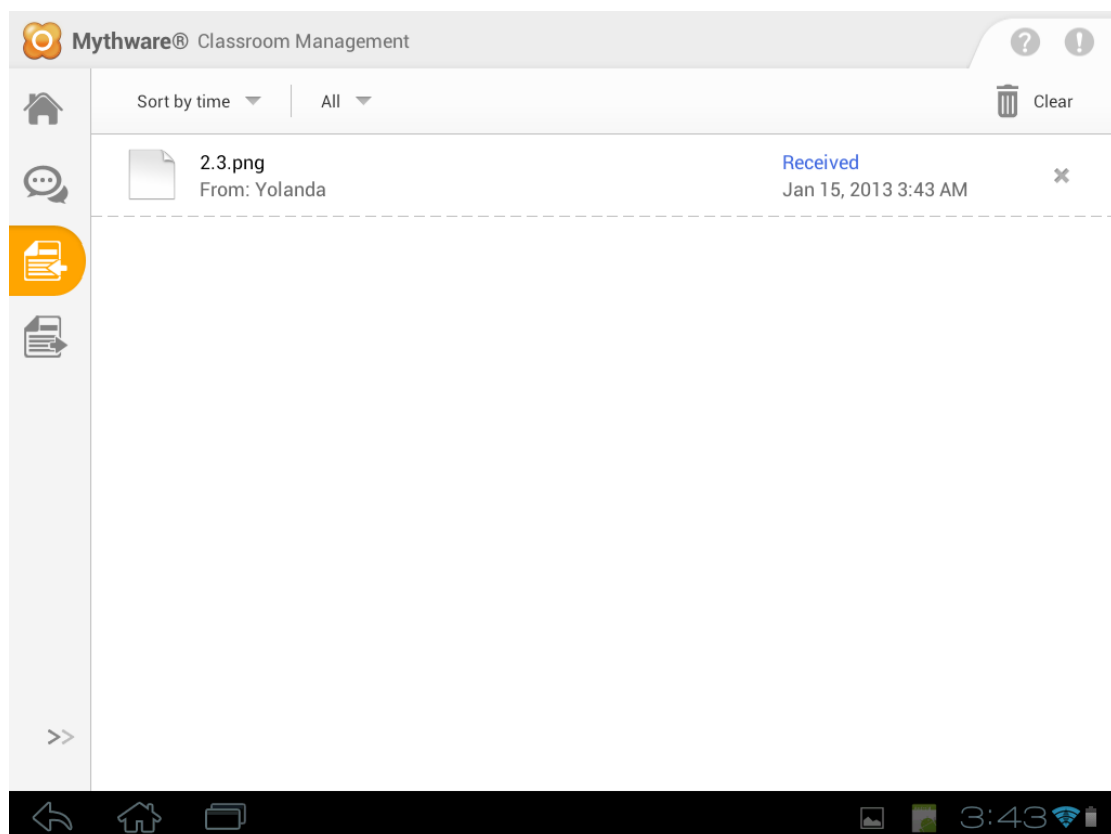 Mythware® Classroom Management
Sort by time All Clear
2.3.png Received
From: Yolanda Jan 15, 2013 3:43 AM
>>
3:43